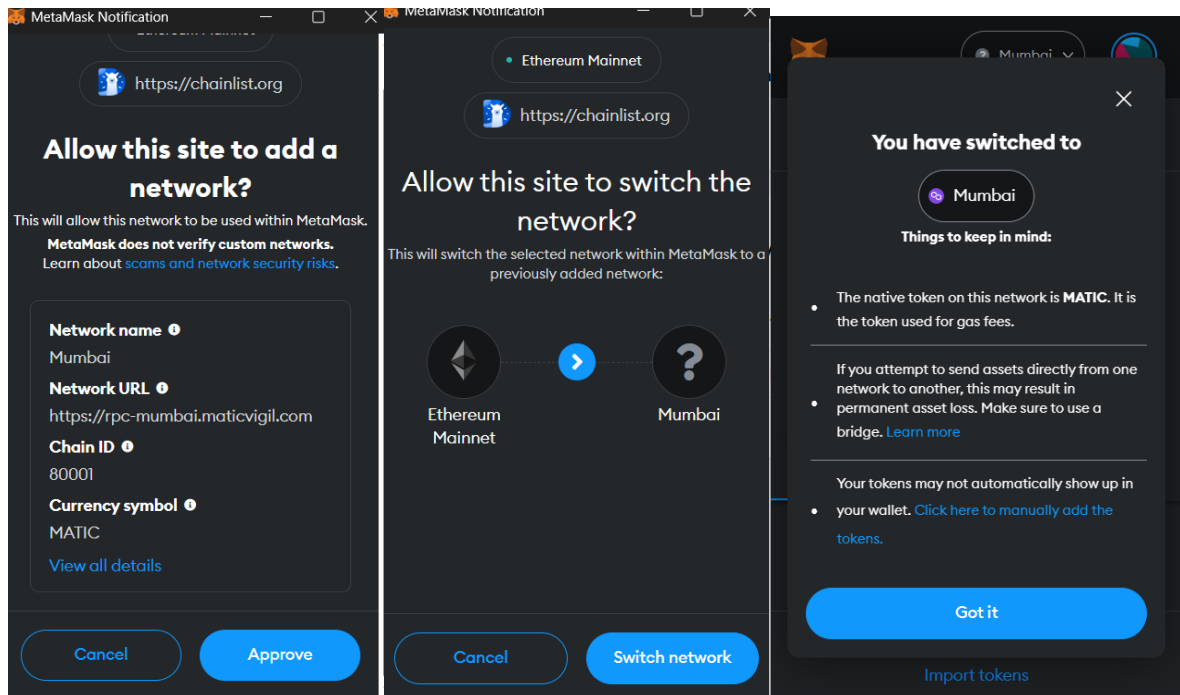 MetaMask Notification
Ethereum Mainnet
https://chainlist.org
Allow this site to add a
network?
This will allow this network to be used within MetaMask.
MetaMask does not verify custom networks.
Learn about scams and network security risks.
Network name
Mumbai
Network URL
https://rpc-mumbai.maticvigil.com
Chain ID
80001
Currency symbol
MATIC
View all details
Cancel
Approve
MetaMask Notification
Ethereum Mainnet
https://chainlist.org
Allow this site to switch the
network?
This will switch the selected network within MetaMask to a
previously added network:
Ethereum
Mainnet
Mumbai
Cancel
Switch network
Mumbai
You have switched to
Mumbai
Things to keep in mind:
The native token on this network is MATIC. It is
the token used for gas fees.
If you attempt to send assets directly from one
network to another, this may result in
permanent asset loss. Make sure to use a
bridge. Learn more
Your tokens may not automatically show up in
your wallet. Click here to manually add the
tokens.
Got it
Import tokens